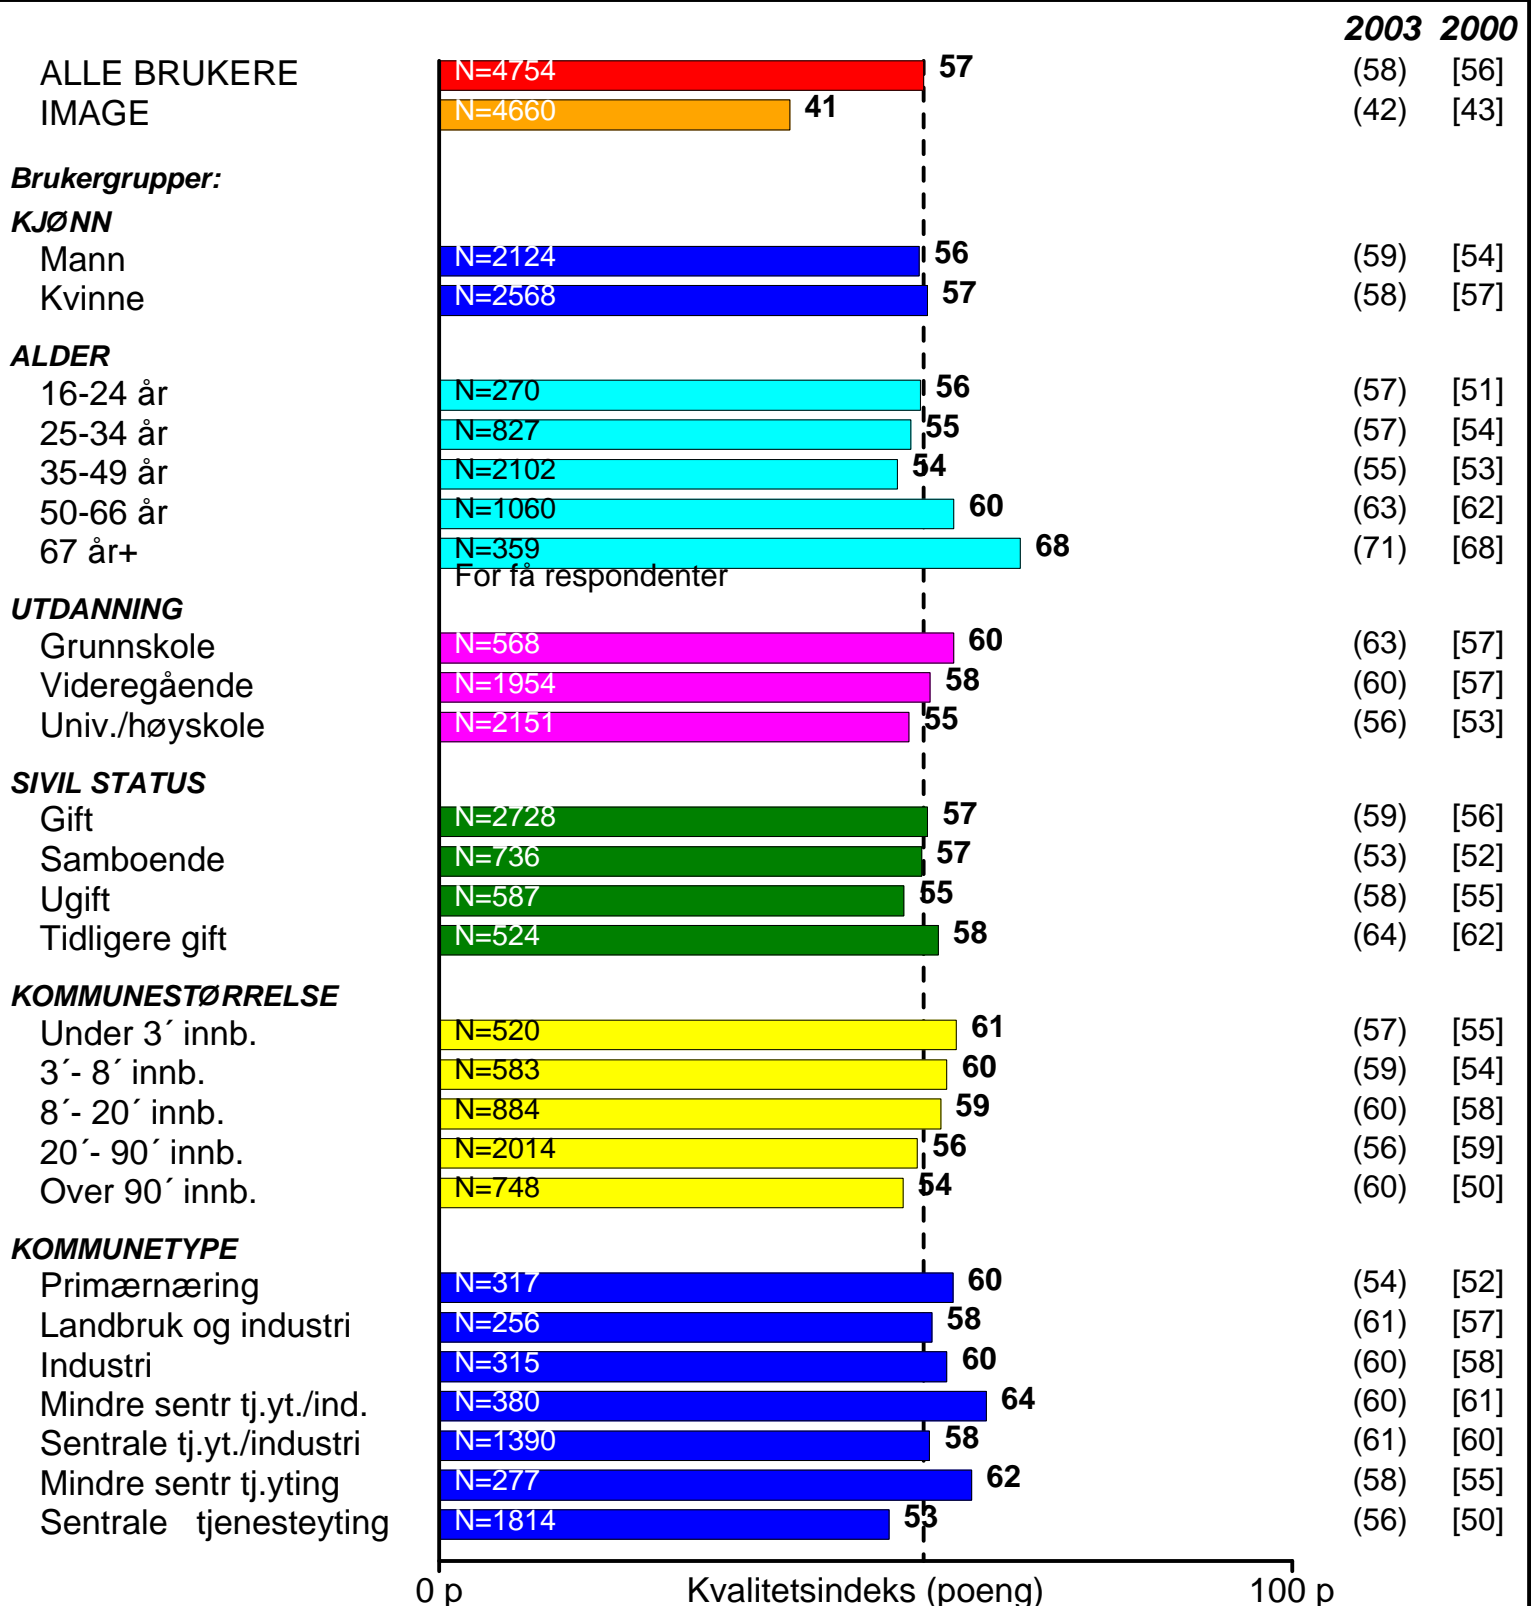 2003 2000
ALLE BRUKERE N=4754 57 (58) [56]
IMAGE N=4660 41 (42) [43]
Brukergrupper:
KJØNN
Mann N=2124 56 (59) [54]
Kvinne N=2568 57 (58) [57]
ALDER
16-24 år N=270 56 (57) [51]
25-34 år N=827 55 (57) [54]
35-49 år N=2102 54 (55) [53]
50-66 år N=1060 60 (63) [62]
67 år+ N=359 68 (71) [68]
For få respondenter
UTDANNING
Grunnskole N=568 60 (63) [57]
Videregående N=1954 58 (60) [57]
Univ./høyskole N=2151 55 (56) [53]
SIVIL STATUS
Gift N=2728 57 (59) [56]
Samboende N=736 57 (53) [52]
Ugift N=587 55 (58) [55]
Tidligere gift N=524 58 (64) [62]
KOMMUNESTØRRELSE
Under 3´ innb. N=520 61 (57) [55]
3´- 8´ innb. N=583 60 (59) [54]
8´- 20´ innb. N=884 59 (60) [58]
20´- 90´ innb. N=2014 56 (56) [59]
Over 90´ innb. N=748 54 (60) [50]
KOMMUNETYPE
Primærnæring N=317 60 (54) [52]
Landbruk og industri N=256 58 (61) [57]
Industri N=315 60 (60) [58]
Mindre sentr tj.yt./ind. N=380 64 (60) [61]
Sentrale tj.yt./industri N=1390 58 (61) [60]
Mindre sentr tj.yting N=277 62 (58) [55]
Sentrale tjenesteyting N=1814 53 (56) [50]
0 p Kvalitetsindeks (poeng) 100 p